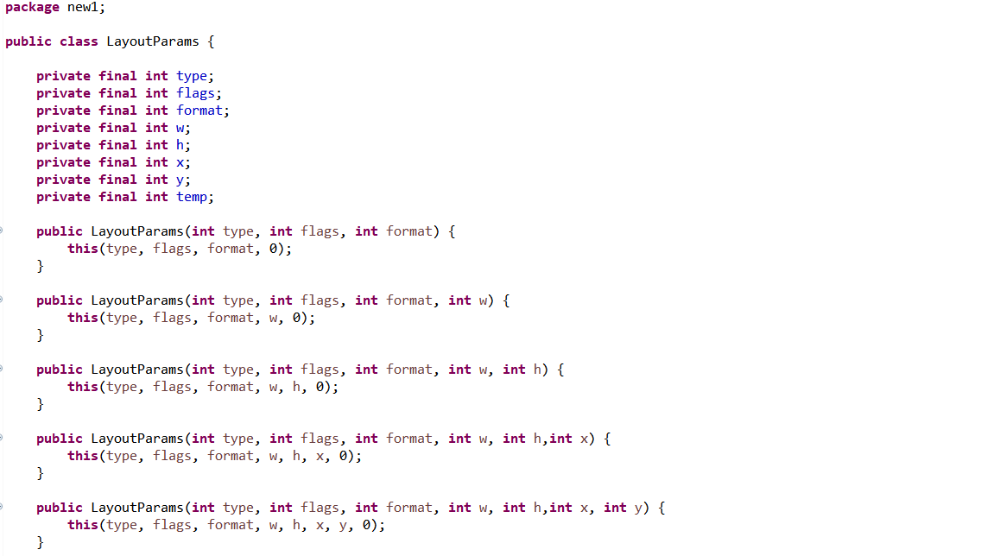 package new1;
public class LayoutParams {
private final int type;
private final int flags;
private final int format;
private final int w;
private final int h;
private final int x;
private final int y;
private final int temp;
public LayoutParams(int type, int flags, int format) {
this(type, flags, format, 0);
}
public LayoutParams(int type, int flags, int format, int w) {
this(type, flags, format, w, 0);
}
public LayoutParams(int type, int flags, int format, int w, int h) {
this(type, flags, format, w, h, 0);
}
public LayoutParams(int type, int flags, int format, int w, int h,int x) {
this(type, flags, format, w, h, x, 0);
}
public LayoutParams(int type, int flags, int format, int w, int h,int x, int y) {
this(type, flags, format, w, h, x, y, 0);
}